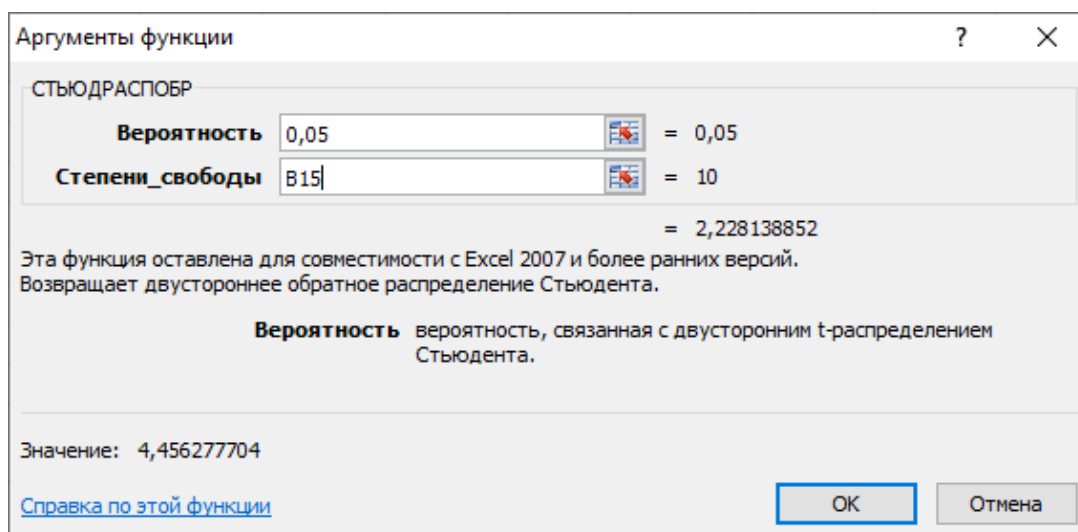 Аргументы функции ? ×
СТЬЮДРАСПОБР
Вероятность 0,05 = 0,05
Степени_свободы B15 = 10
= 2,228138852
Эта функция оставлена для совместимости с Excel 2007 и более ранних версий.
Возвращает двустороннее обратное распределение Стьюдента.
Вероятность вероятность, связанная с двусторонним t-распределением
Стьюдента.
Значение: 4,456277704
Справка по этой функции ОК Отмена